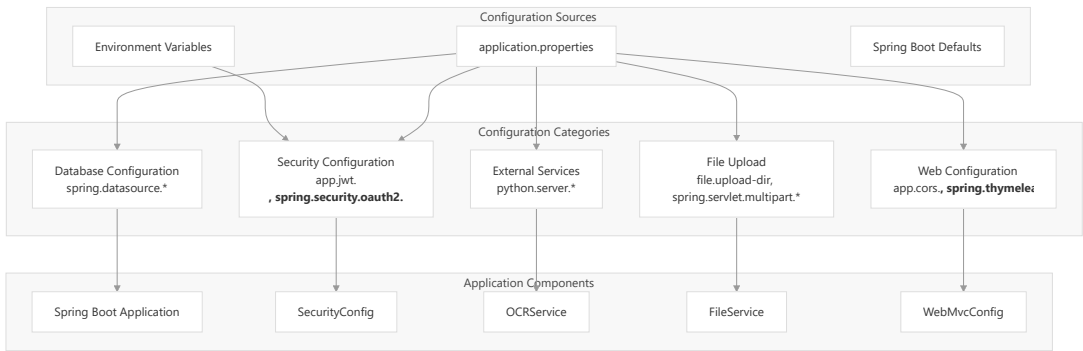 Configuration Sources
Environment Variables
application.properties
Spring Boot Defaults
Configuration Categories
Database Configuration
spring.datasource.*
Security Configuration
app.jwt.
, spring.security.oauth2.
External Services
python.server.*
File Upload
file.upload-dir,
spring.servlet.multipart.*
Web Configuration
app.cors., spring.thymelea
Application Components
Spring Boot Application
SecurityConfig
OCRService
FileService
WebMvcConfig